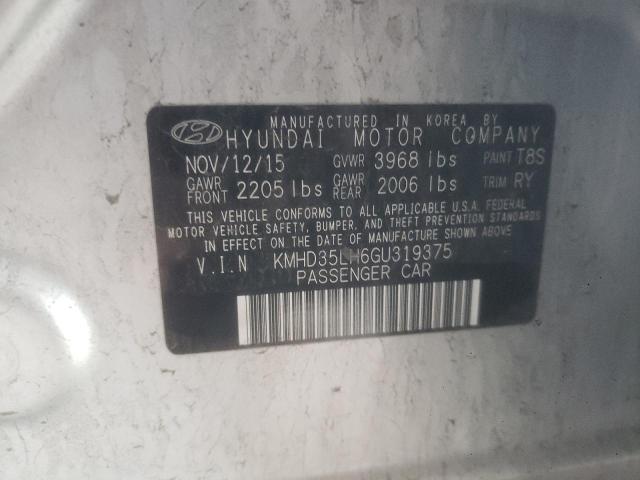 MANUFACTURED IN KOREA BY
HYUNDAI MOTOR COMPANY
NOV/12/15 GVWR 3968 lbs PAINT T8S
GAWR FRONT 2205 lbs GAWR REAR 2006 lbs TRIM RY
THIS VEHICLE CONFORMS TO ALL APPLICABLE U.S.A. FEDERAL
MOTOR VEHICLE SAFETY, BUMPER, AND THEFT PREVENTION STANDARDS
IN EFFECT ON THE DATE OF MANUFACTURE SHOWN ABOVE.
V.I.N KMHD35LH6GU319375
PASSENGER CAR